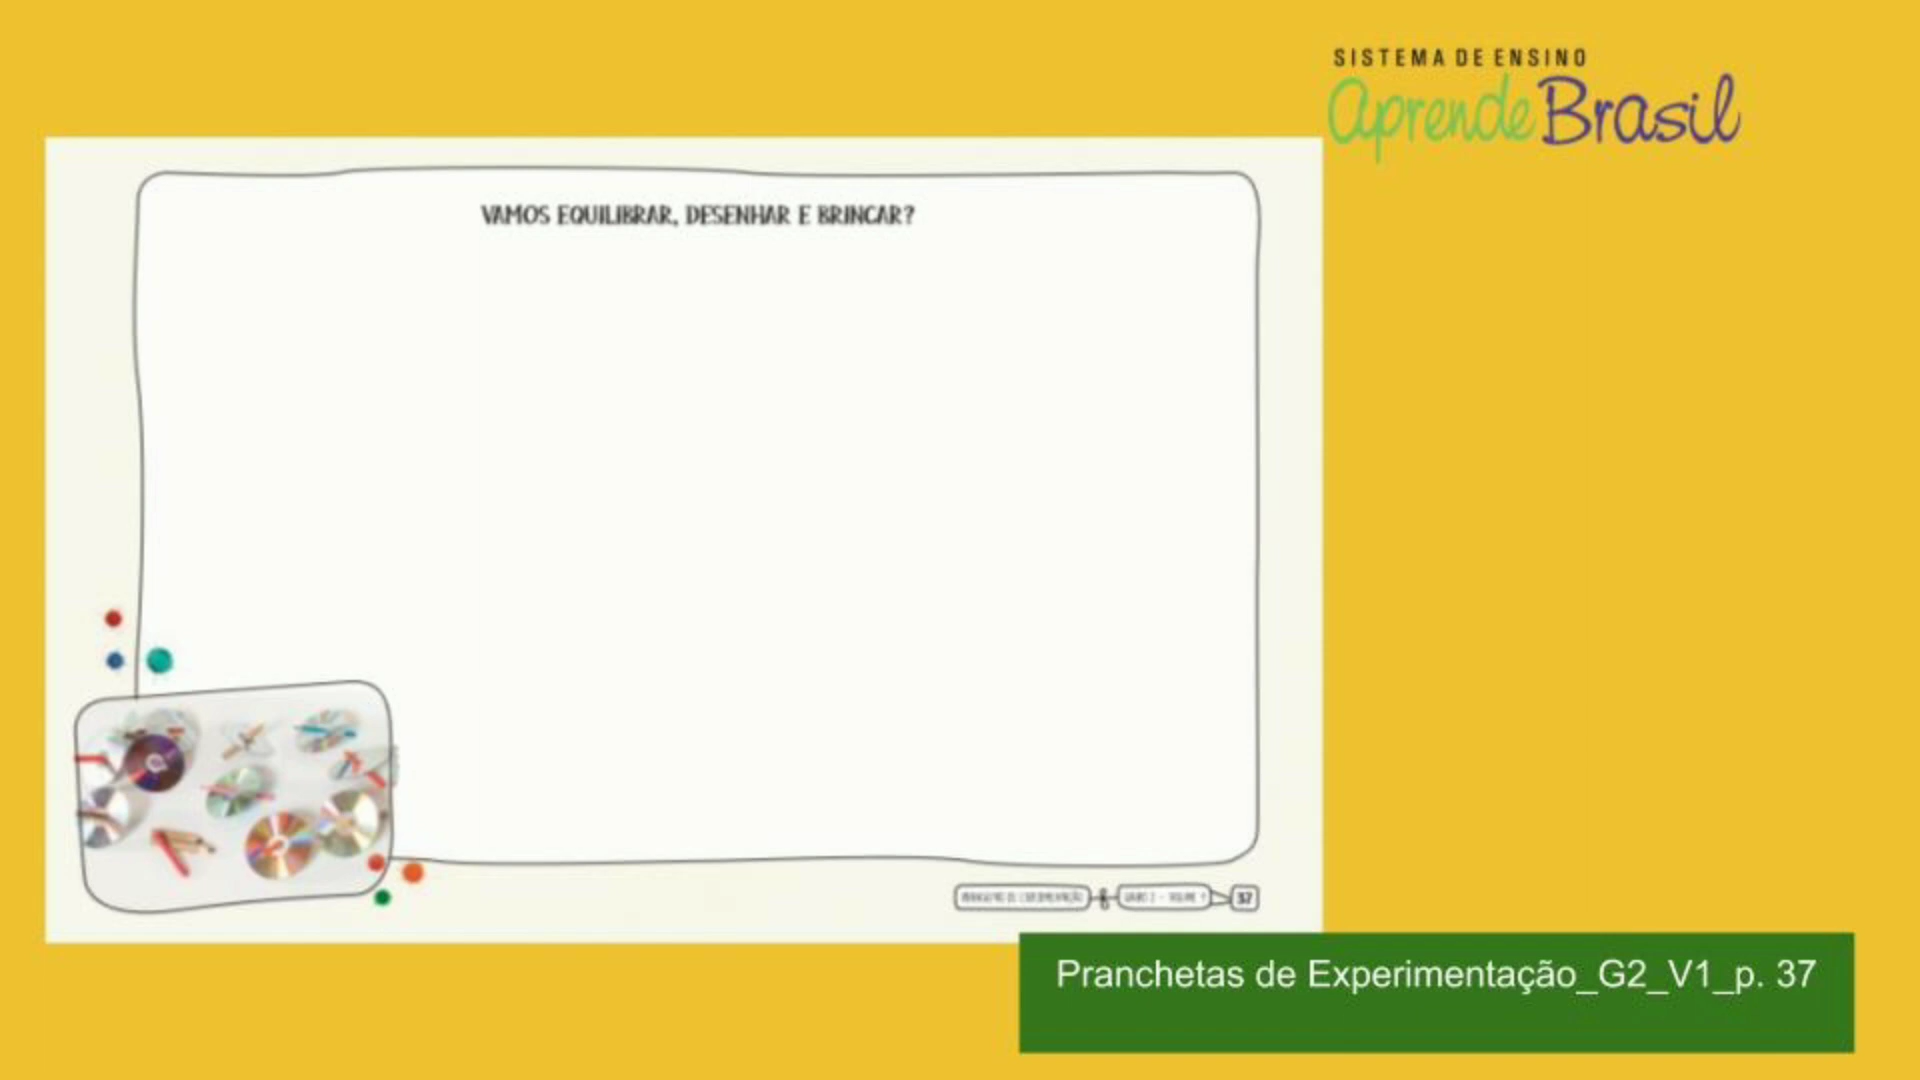 SISTEMA DE ENSINO
aprende Brasil
VAMOS EQUILIBRAR, DESENHAR E BRINCAR?
37
Pranchetas de Experimentação_G2_V1_p. 37